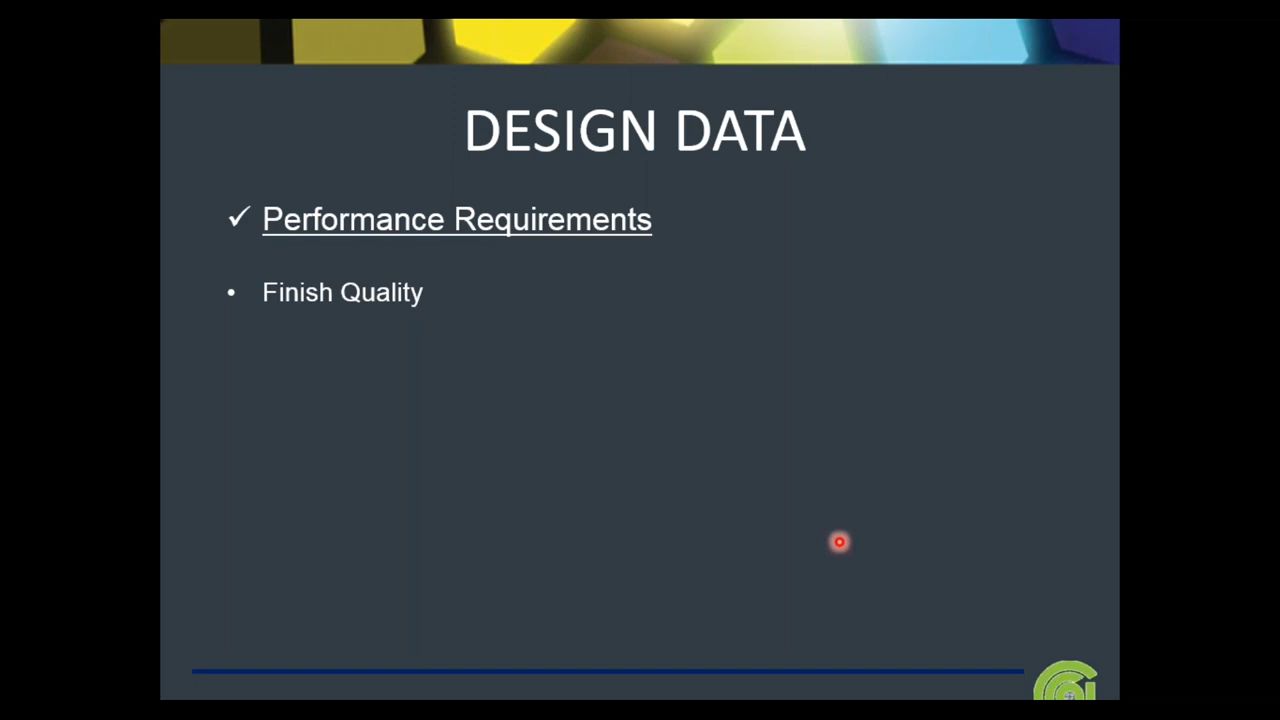 DESIGN DATA
✓ Performance Requirements
• Finish Quality